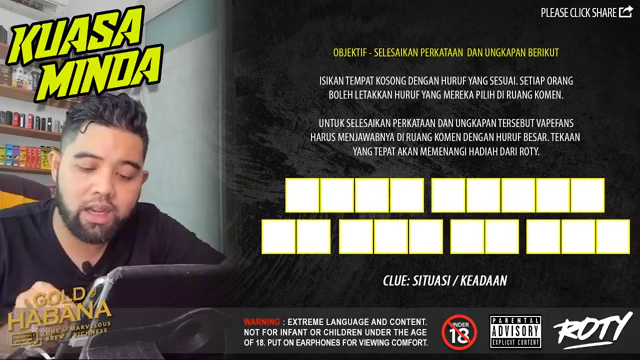 PLEASE CLICK SHARE
KUASA
MINDA
OBJEKTIF - SELESAIKAN PERKATAAN DAN UNGKAPAN BERIKUT
ISIKAN TEMPAT KOSONG DENGAN HURUF YANG SESUAI. SETIAP ORANG
BOLEH LETAKKAN HURUF YANG MEREKA PILIH DI RUANG KOMEN.
UNTUK SELESAIKAN PERKATAAN DAN UNGKAPAN TERSEBUT VAPEFANS
HARUS MENJAWABNYA DI RUANG KOMEN DENGAN HURUF BESAR. TEKAAN
YANG TEPAT AKAN MEMENANGI HADIAH DARI ROTY.
CLUE: SITUASI / KEADAAN
GOLD
HABANA
MARVELOUS
BREW RICHNESS
WARNING : EXTREME LANGUAGE AND CONTENT.
NOT FOR INFANT OR CHILDREN UNDER THE AGE
OF 18. PUT ON EARPHONES FOR VIEWING COMFORT.
UNDER
18
PARENTAL
ADVISORY
EXPLICIT CONTENT
ROTY